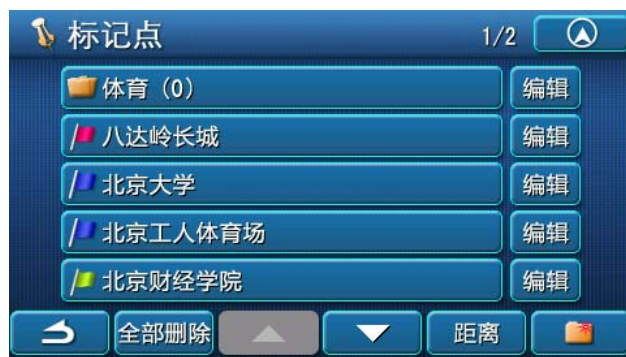 标记点 1/2
体育（0） 编辑
八达岭长城 编辑
北京大学 编辑
北京工人体育场 编辑
北京财经学院 编辑
全部删除 距离